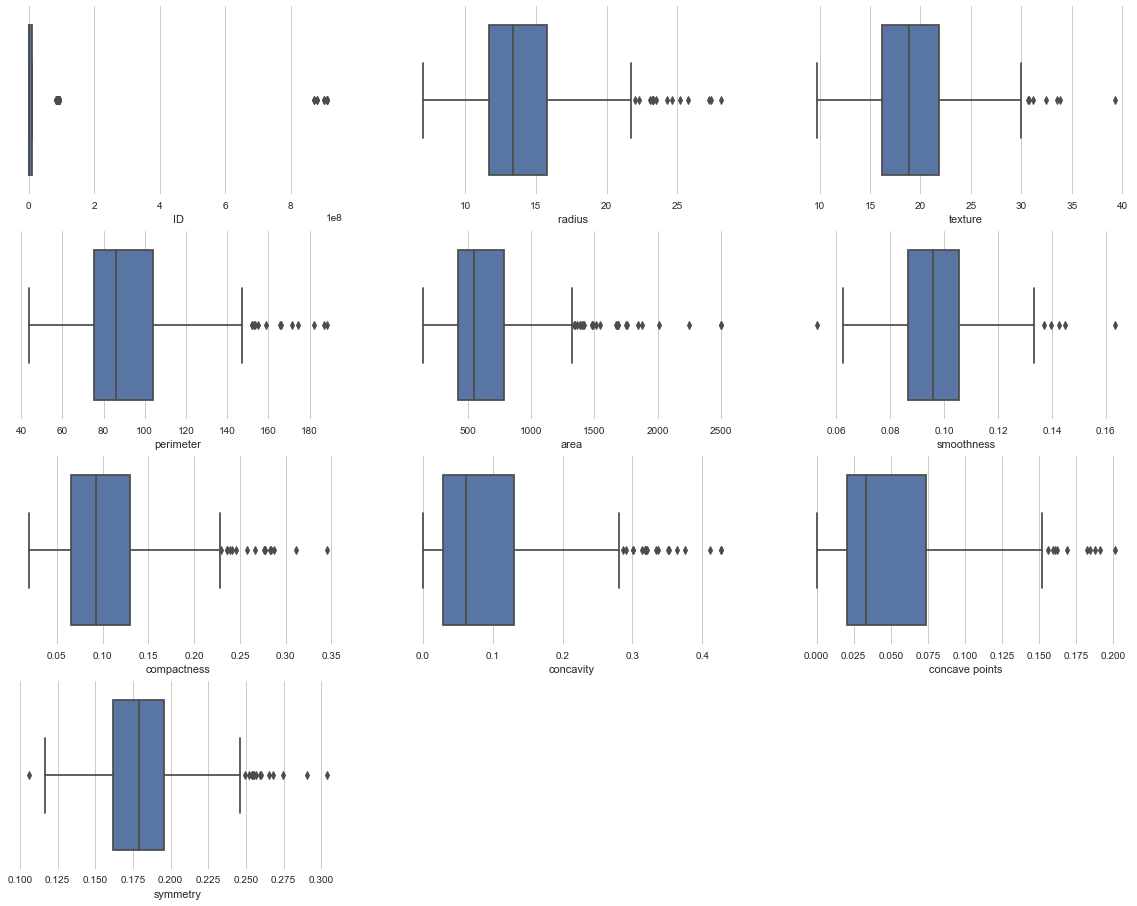 0 2 4 6 8
1e8
ID
10 15 20 25
radius
10 15 20 25 30 35 40
texture
40 60 80 100 120 140 160 180
perimeter
500 1000 1500 2000 2500
area
0.06 0.08 0.10 0.12 0.14 0.16
smoothness
0.05 0.10 0.15 0.20 0.25 0.30 0.35
compactness
0.0 0.1 0.2 0.3 0.4
concavity
0.000 0.025 0.050 0.075 0.100 0.125 0.150 0.175 0.200
concave points
0.100 0.125 0.150 0.175 0.200 0.225 0.250 0.275 0.300
symmetry